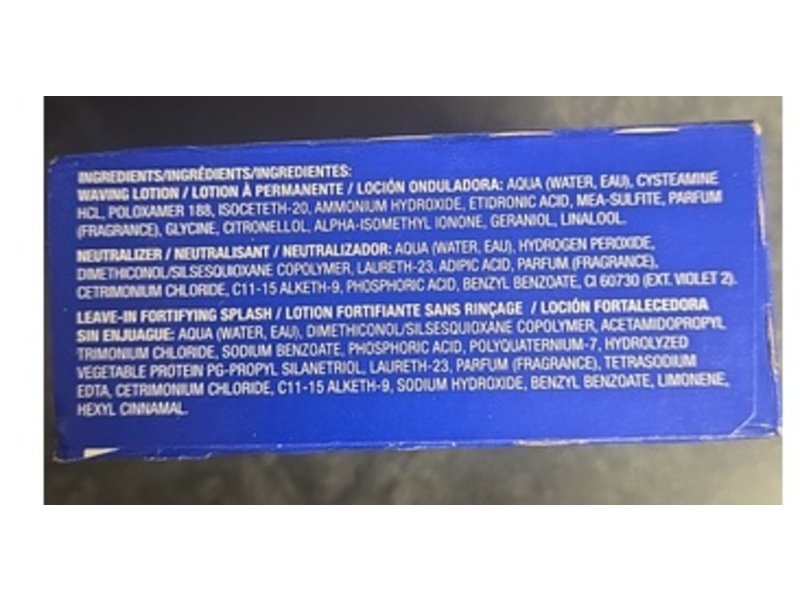 INGREDIENTS/INGRÉDIENTS/INGREDIENTES:
WAVING LOTION / LOTION À PERMANENTE / LOCIÓN ONDULADORA: AQUA (WATER, EAU), CYSTEAMINE
HCL, POLOXAMER 188, ISOCETETH-20, AMMONIUM HYDROXIDE, ETIDRONIC ACID, MEA-SULFITE, PARFUM
(FRAGRANCE), GLYCINE, CITRONELLOL, ALPHA-ISOMETHYL IONONE, GERANIOL, LINALOOL.
NEUTRALIZER / NEUTRALISANT / NEUTRALIZADOR: AQUA (WATER, EAU), HYDROGEN PEROXIDE,
DIMETHICONOL/SILSESQUIOXANE COPOLYMER, LAURETH-23, ADIPIC ACID, PARFUM (FRAGRANCE),
CETRIMONIUM CHLORIDE, C11-15 ALKETH-9, PHOSPHORIC ACID, BENZYL BENZOATE, CI 60730 (EXT. VIOLET 2).
LEAVE-IN FORTIFYING SPLASH / LOTION FORTIFIANTE SANS RINÇAGE / LOCIÓN FORTALECEDORA
SIN ENJUAGUE: AQUA (WATER, EAU), DIMETHICONOL/SILSESQUIOXANE COPOLYMER, ACETAMIDOPROPYL
TRIMONIUM CHLORIDE, SODIUM BENZOATE, PHOSPHORIC ACID, POLYQUATERNIUM-7, HYDROLYZED
VEGETABLE PROTEIN PG-PROPYL SILANETRIOL, LAURETH-23, PARFUM (FRAGRANCE), TETRASODIUM
EDTA, CETRIMONIUM CHLORIDE, C11-15 ALKETH-9, SODIUM HYDROXIDE, BENZYL BENZOATE, LIMONENE,
HEXYL CINNAMAL.